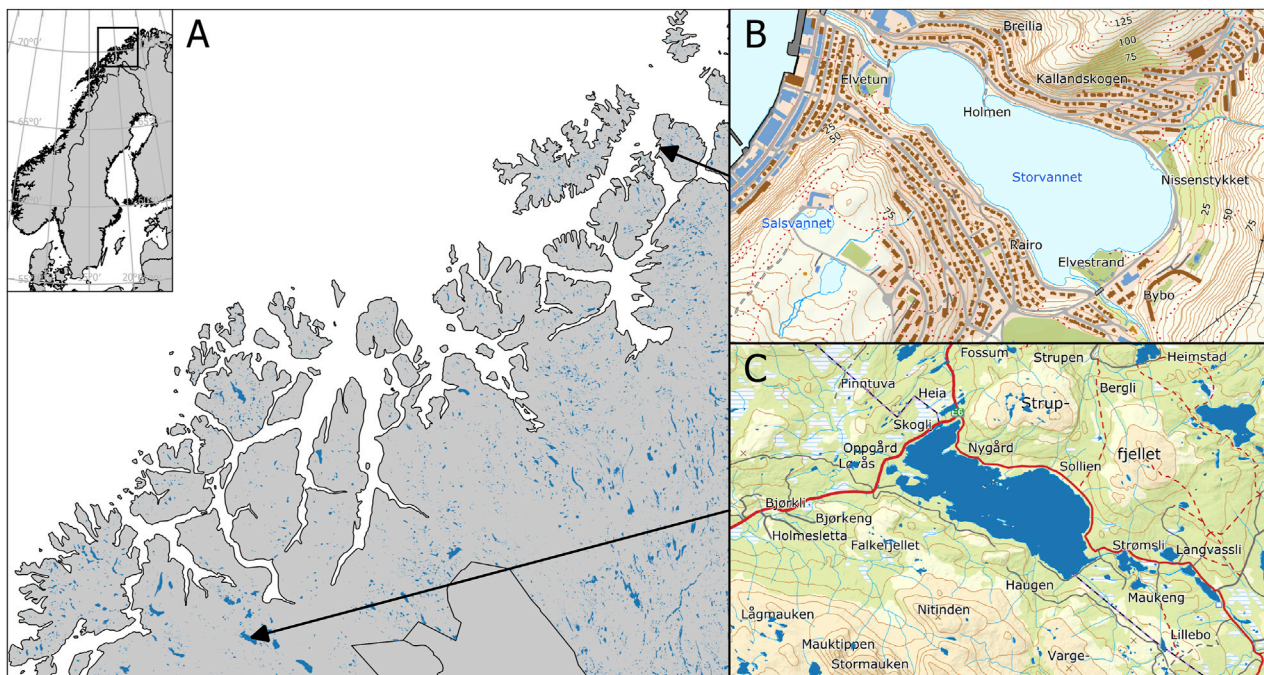 A
70°0'
65°0'
55°
20°
B
Breilia
125
100
75
Kallandskogen
Elvetun
Holmen
25
50
Storvannet
Nissenstykket
75
Salsvannet
25
50
75
Rairo
Elvestrand
Bybo
C
Fossum
Strupen
Heimstad
Finntuva
Bergli
Heia
Strup-
E6
Skogli
Oppgård
Nygård
fjellet
Løvås
Sollien
Bjørkli
Bjørkeng
Holmesletta
Falkefjellet
Strømsli
Langvassli
Haugen
Maukeng
Lågmauken
Nitinden
Mauktippen
Lillebo
Stormauken
Varge-